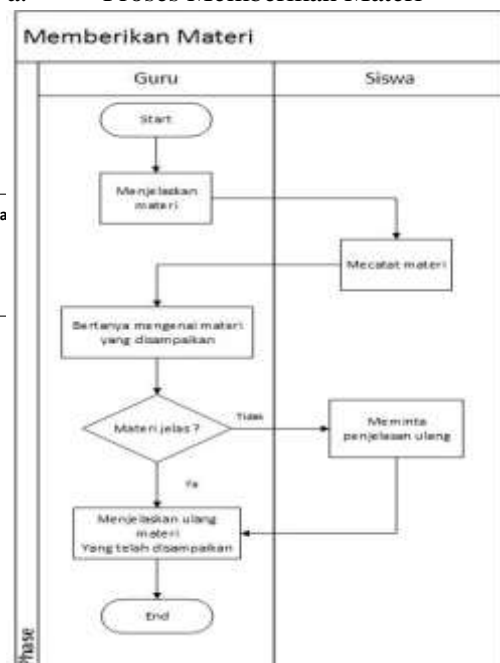 a. Proses Memberikan Materi
Memberikan Materi
Guru
Siswa
Start
Menjelaskan
materi
a
Mecatat materi
Bertanya mengenai materi
yang disampaikan
Materi jelas ?
Tidak
Meminta
penjelasan ulang
Ya
Menjelaskan ulang
materi
Yang telah disampaikan
End
Phase